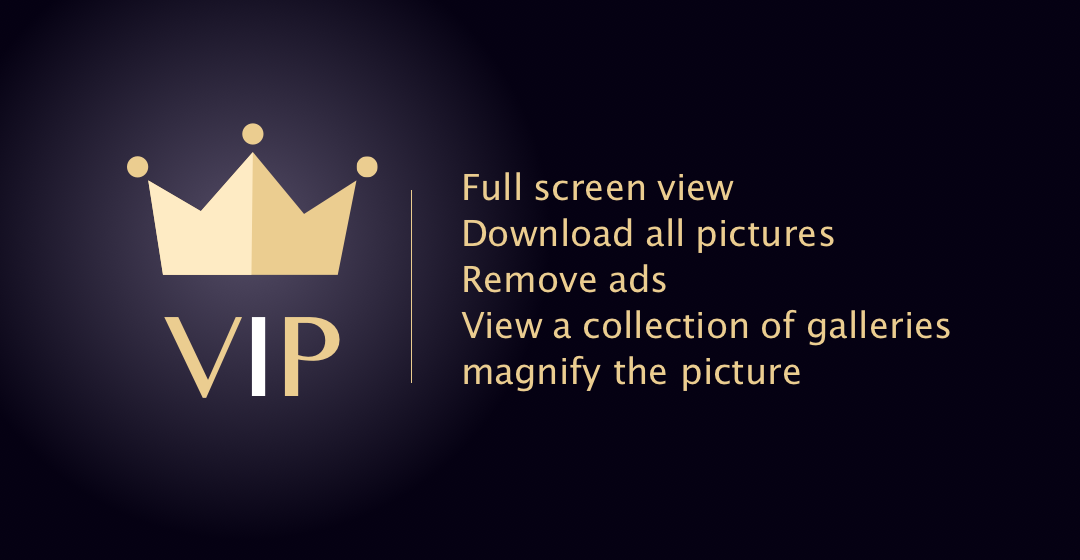 VIP
Full screen view
Download all pictures
Remove ads
View a collection of galleries
magnify the picture